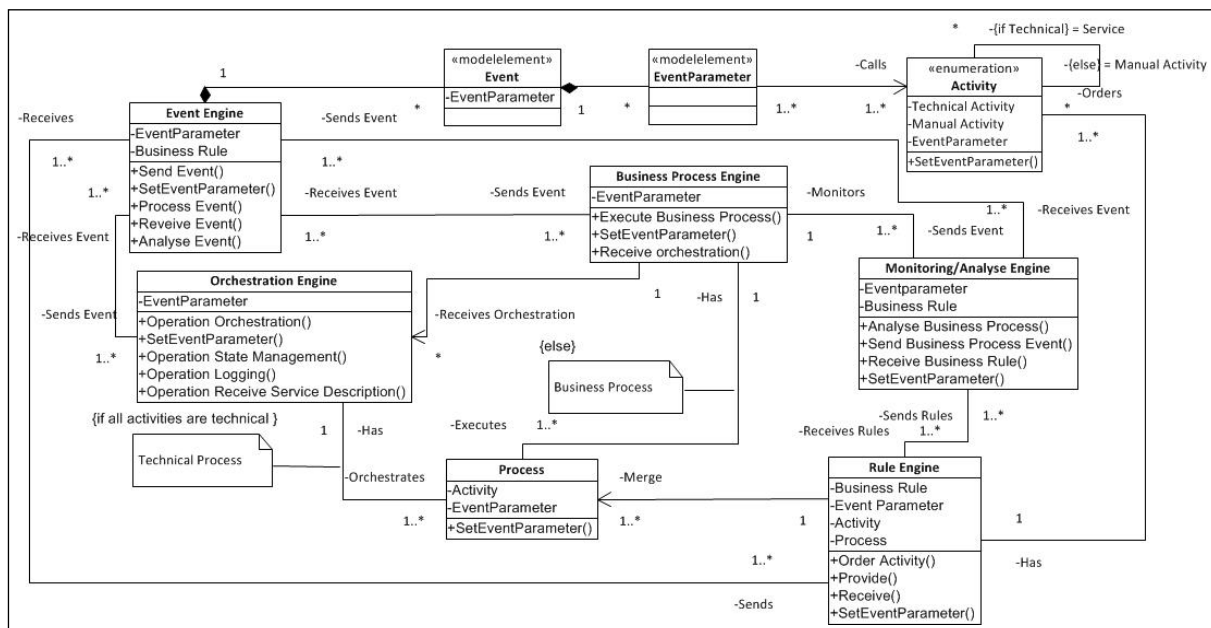 * -{if Technical} = Service
«modelelement»
Event
-EventParameter
«modelelement»
EventParameter
-Calls
«enumeration»
Activity
-Technical Activity
-Manual Activity
-EventParameter
+SetEventParameter()
-{else} = Manual Activity
-Orders
1
*
1
*
1..*
1..*
*
1..*
-Receives
1..*
Event Engine
-EventParameter
-Business Rule
+Send Event()
+SetEventParameter()
+Process Event()
+Reveive Event()
+Analyse Event()
-Sends Event
1..*
1..*
-Receives Event
-Sends Event
1..*
1..*
Business Process Engine
-EventParameter
+Execute Business Process()
+SetEventParameter()
+Receive orchestration()
-Monitors
1
1..*
1..*
-Receives Event
-Sends Event
-Receives Event
-Sends Event
1..*
Orchestration Engine
-EventParameter
+Operation Orchestration()
+SetEventParameter()
+Operation State Management()
+Operation Logging()
+Operation Receive Service Description()
-Receives Orchestration
1
*
-Has
1
Monitoring/Analyse Engine
-Eventparameter
-Business Rule
+Analyse Business Process()
+Send Business Process Event()
+Receive Business Rule()
+SetEventParameter()
{else}
Business Process
{if all activities are technical }
Technical Process
1
-Has
-Orchestrates
1..*
-Executes
1..*
Process
-Activity
-EventParameter
+SetEventParameter()
-Merge
1..*
1
-Sends Rules
1..*
-Receives Rules
1..*
Rule Engine
-Business Rule
-Event Parameter
-Activity
-Process
+Order Activity()
+Provide()
+Receive()
+SetEventParameter()
1
-Has
1..*
-Sends